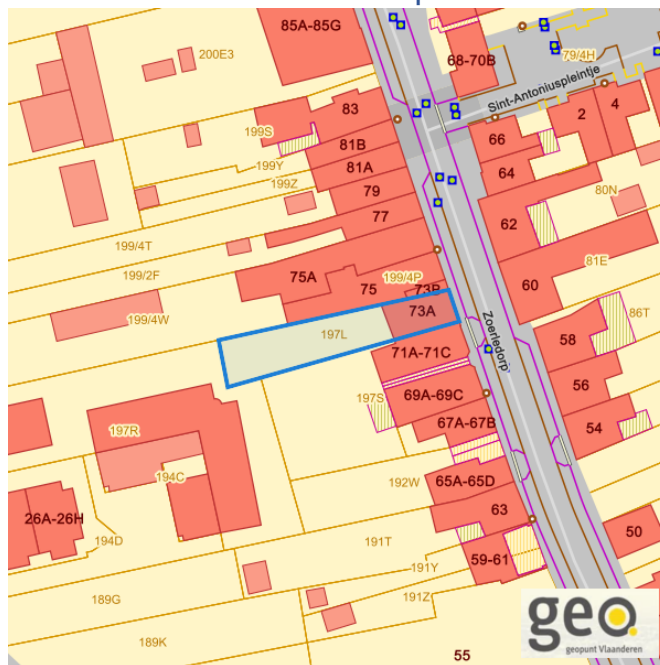 85A-85G
68-70B
79/4H
200E3
Sint-Antoniuspleintje
83
2
4
199S
66
81B
199Y
81A
64
199Z
79
80N
77
62
199/4T
81E
199/2F
75A
199/4P
60
75
73B
86T
199/4W
73A
197L
Zoerledorp
58
71A-71C
56
197S
69A-69C
67A-67B
54
197R
194C
192W
65A-65D
26A-26H
63
50
194D
191T
59-61
191Y
189G
191Z
189K
55
geo
geopunt Vlaanderen